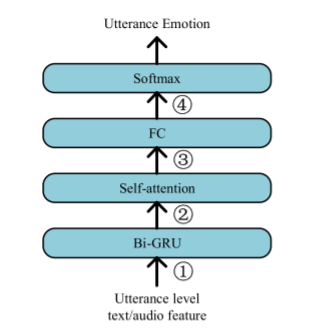 Utterance Emotion
Softmax
④
FC
③
Self-attention
②
Bi-GRU
①
Utterance level
text/audio feature